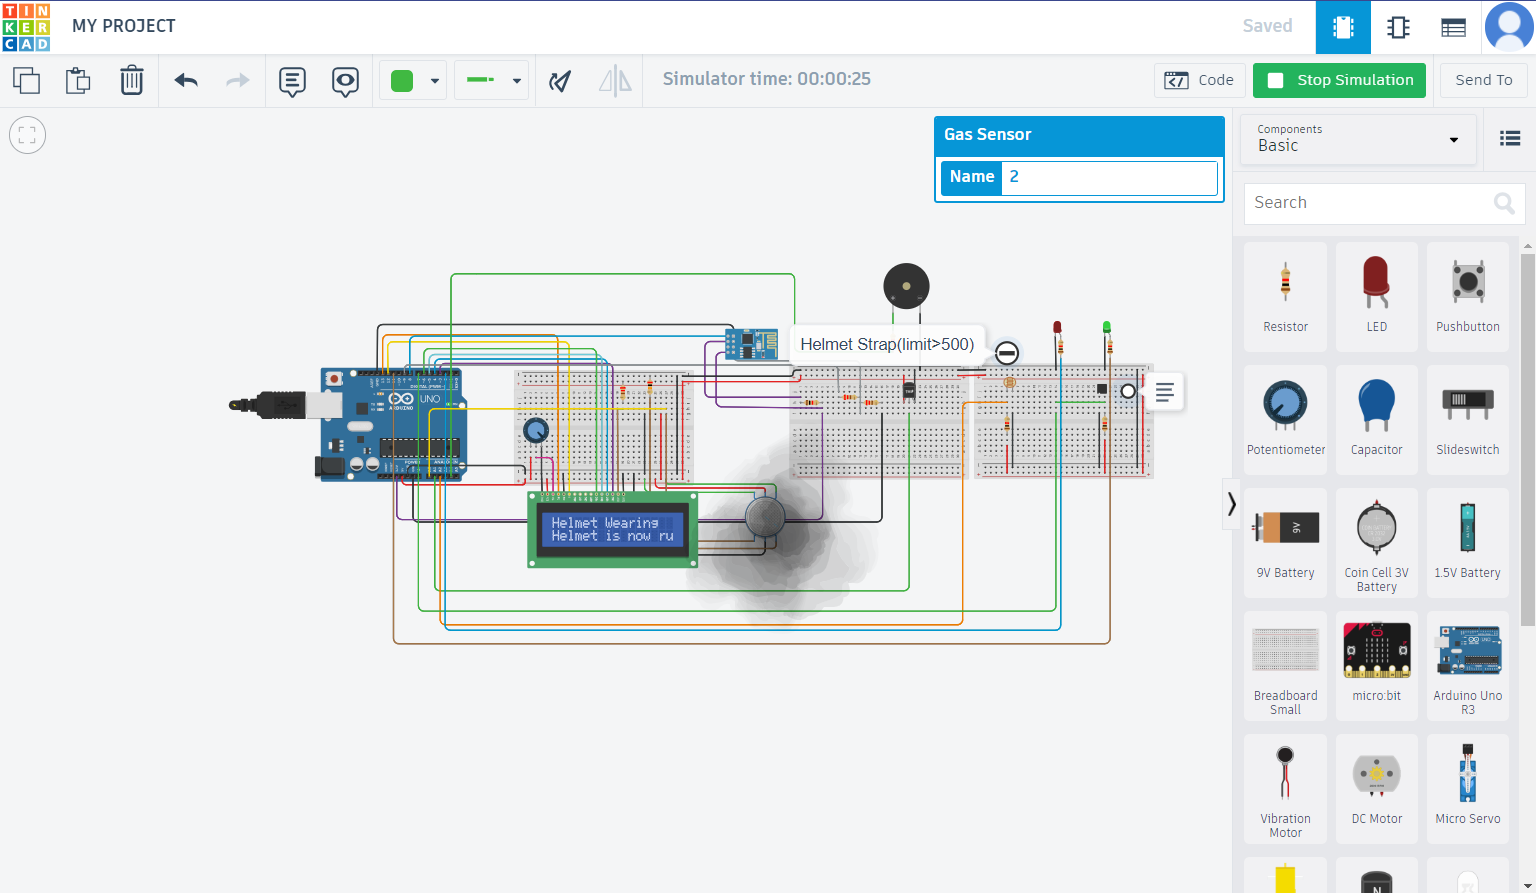 TINKERCAD
MY PROJECT
Saved
Simulator time: 00:00:25
Code
Stop Simulation
Send To
Gas Sensor
Name
2
Components
Basic
Search
Resistor
LED
Pushbutton
Potentiometer
Capacitor
Slideswitch
9V
9V Battery
Coin Cell 3V
Battery
1.5V Battery
Breadboard
Small
micro:bit
Arduino Uno
R3
Vibration
Motor
DC Motor
Micro Servo
N
Helmet Strap(limit>500)
UNO
ARDUINO
Helmet Wearing
Helmet is now ru